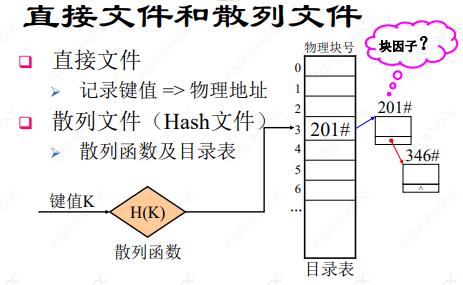 直接文件和散列文件
直接文件
记录键值 => 物理地址
散列文件（Hash文件）
散列函数及目录表
键值K
H(K)
散列函数
物理块号
0
1
2
3
4
5
6
...
201#
目录表
块因子？
201#
346#
^